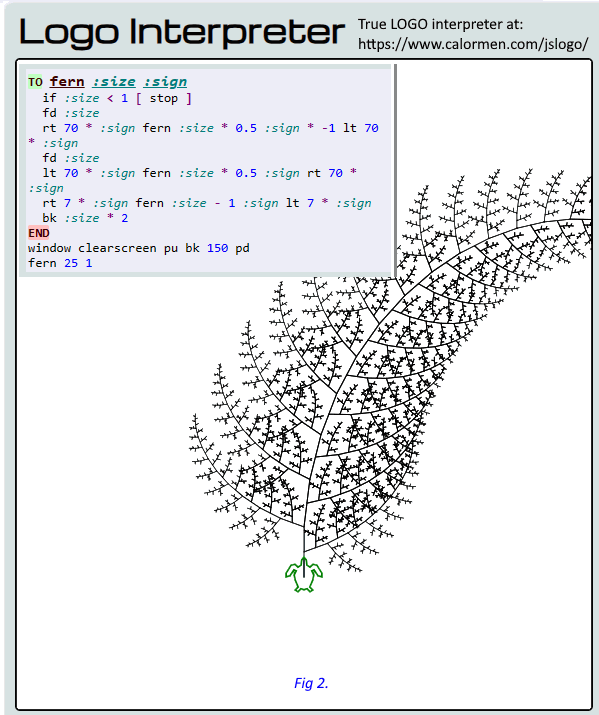 Logo Interpreter
True LOGO interpreter at:
https://www.calormen.com/jslogo/
TO fern :size :sign
if :size < 1 [ stop ]
fd :size
rt 70 * :sign fern :size * 0.5 :sign * -1 lt 70
* :sign
fd :size
lt 70 * :sign fern :size * 0.5 :sign rt 70 *
:sign
rt 7 * :sign fern :size - 1 :sign lt 7 * :sign
bk :size * 2
END
window clearscreen pu bk 150 pd
fern 25 1
Fig 2.